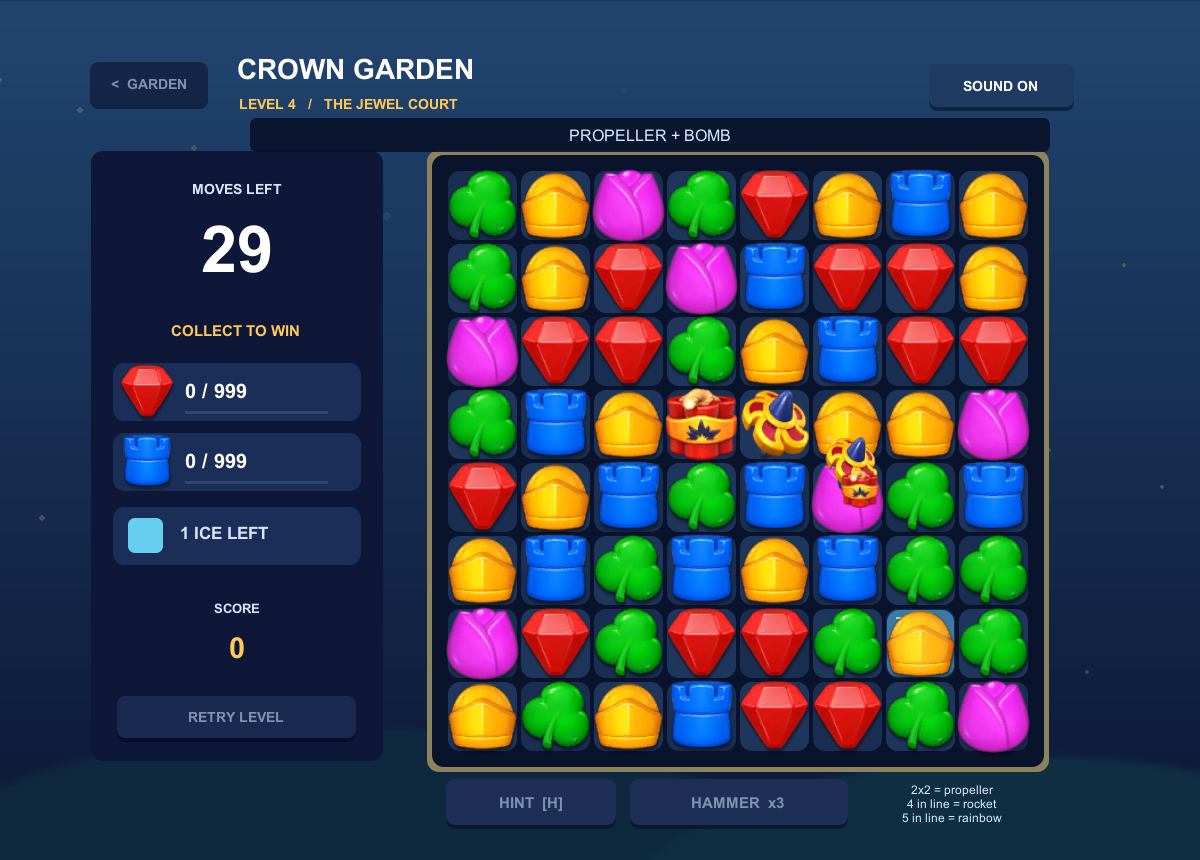 < GARDEN
CROWN GARDEN
LEVEL 4 / THE JEWEL COURT
SOUND ON
PROPELLER + BOMB
MOVES LEFT
29
COLLECT TO WIN
0 / 999
0 / 999
1 ICE LEFT
SCORE
0
RETRY LEVEL
HINT [H]
HAMMER x3
2x2 = propeller
4 in line = rocket
5 in line = rainbow